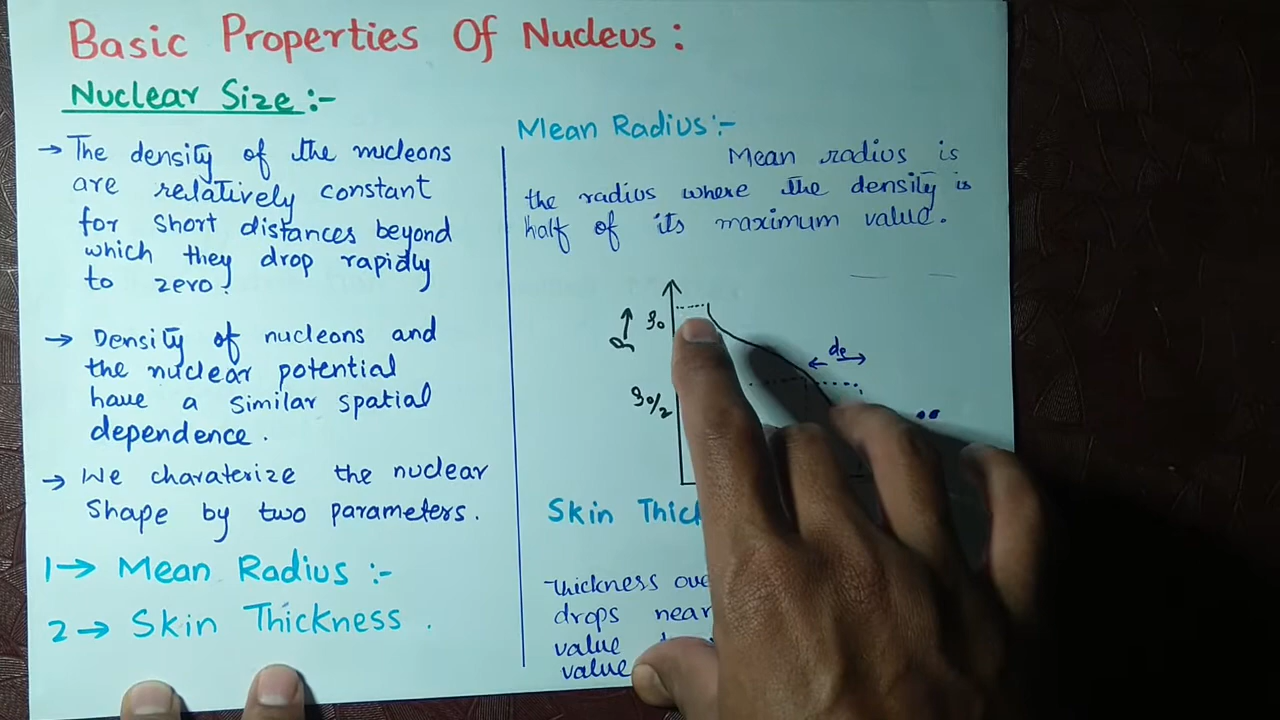 Basic Properties Of Nucleus :
Nuclear Size :-
→ The density of the nucleons
are relatively constant
for short distances beyond
which they drop rapidly
to zero.
→ Density of nucleons and
the nuclear potential
have a similar spatial
dependence.
→ We charaterize the nuclear
Shape by two parameters.
1→ Mean Radius :-
2→ Skin Thickness .
Mean Radius :-
Mean radius is
the radius where the density is
half of its maximum value.
ρ₀
de
ρ₀/2
Skin
thickness
drops near
value
value